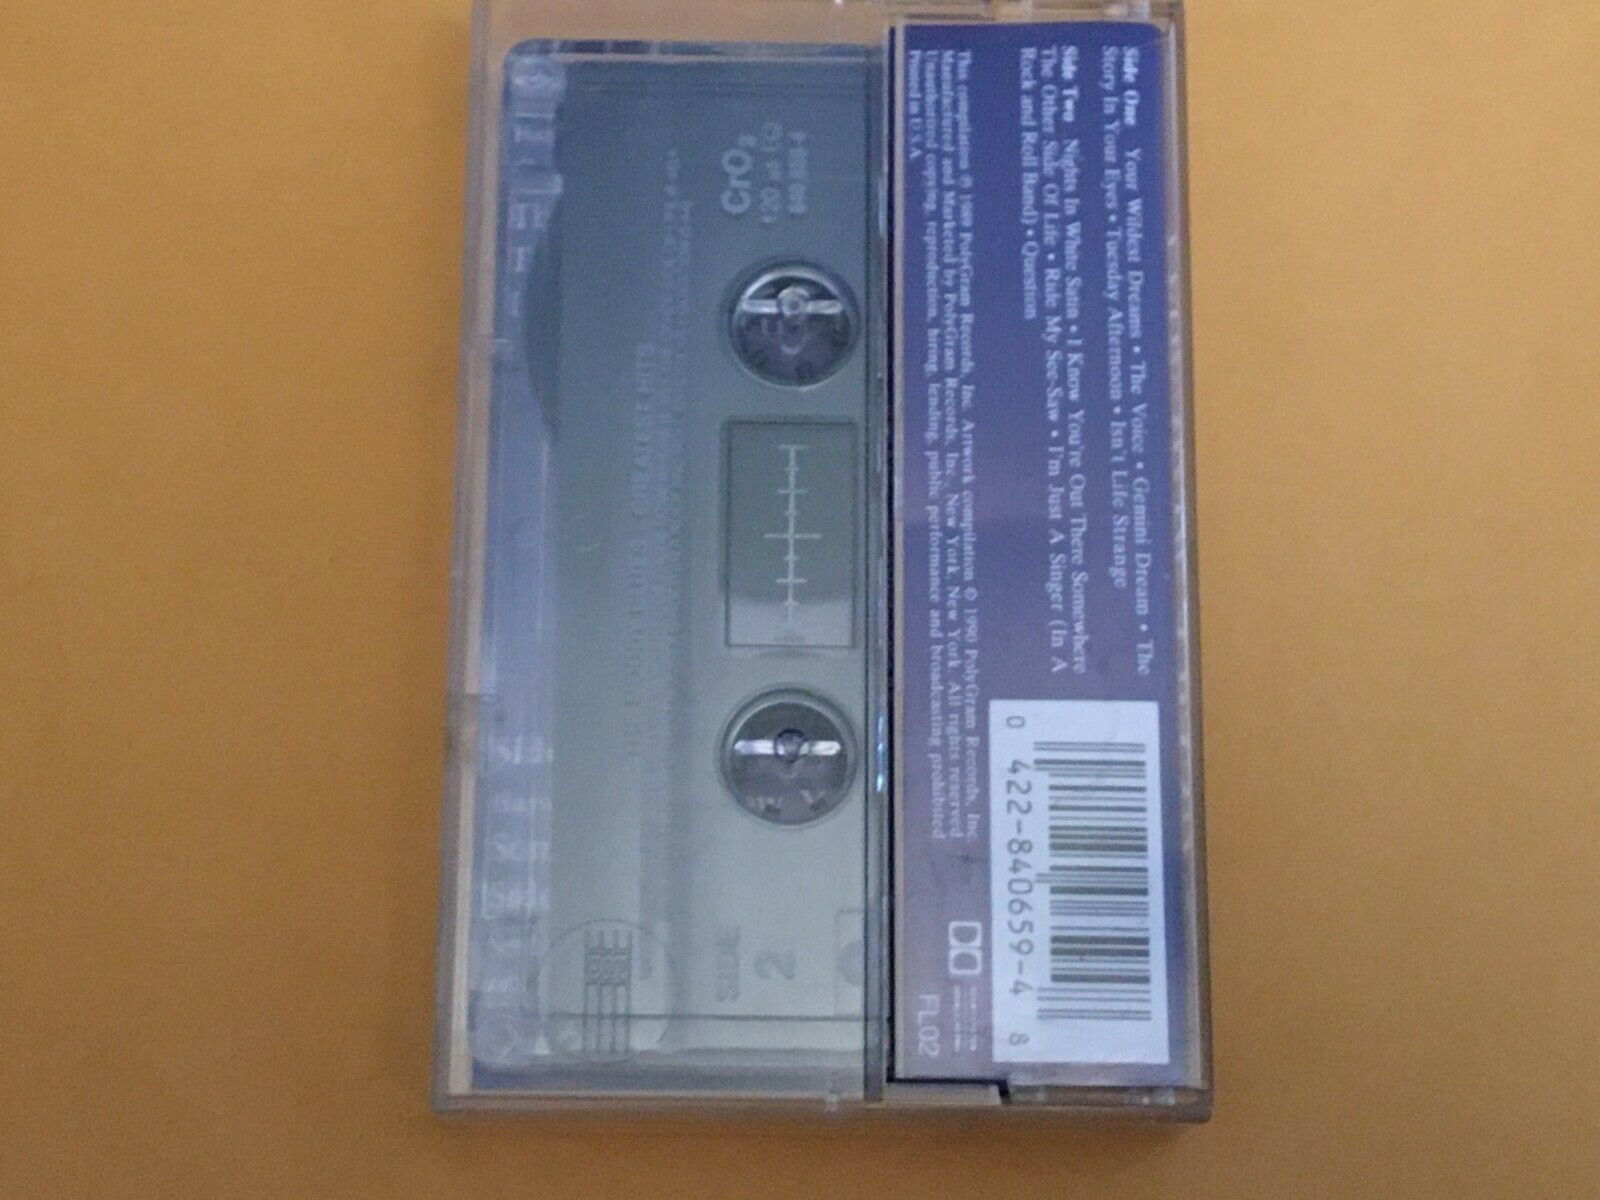 Side One Your Wildest Dreams • The Voice • Gemini Dream • The
Story In Your Eyes • Tuesday Afternoon • Isn't Life Strange
Side Two Nights In White Satin • I Know You're Out There Somewhere
The Other Side Of Life • Ride My See-Saw • I'm Just A Singer (In A
Rock and Roll Band) • Question
This compilation ℗ 1989 PolyGram Records, Inc. Artwork compilation © 1990 PolyGram Records, Inc
Manufactured and Marketed by PolyGram Records, Inc., New York, New York. All rights reserved
Unauthorized copying, reproduction, hiring, lending, public performance and broadcasting prohibited
Printed in U.S.A
0 422-840659-4 8
FL02
CrO2
120 µs EQ
SIDE
2
GREATEST HITS